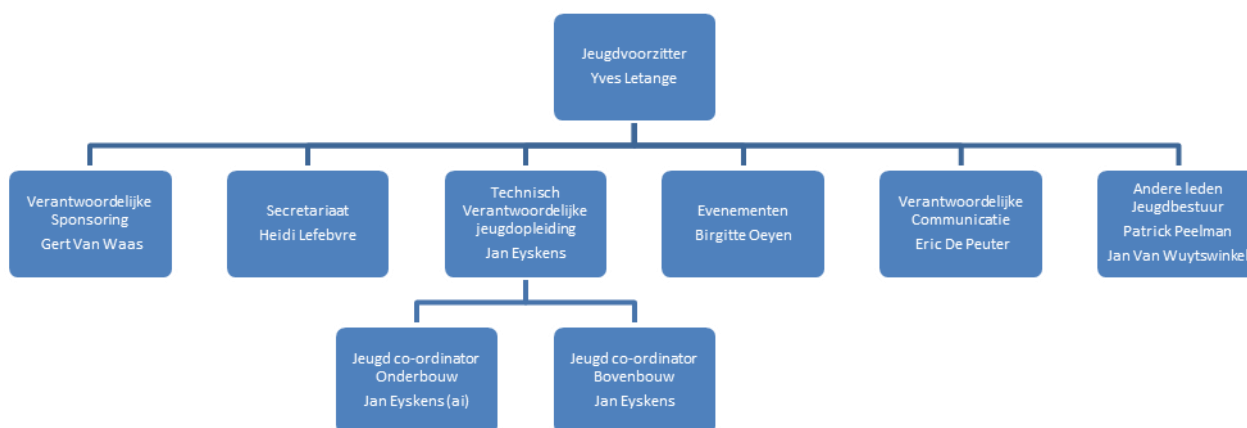 Jeugdvoorzitter
Yves Letange
Verantwoordelijke
Sponsoring
Gert Van Waas
Secretariaat
Heidi Lefebvre
Technisch
Verantwoordelijke
jeugdopleiding
Jan Eyskens
Evenementen
Birgitte Oeyen
Verantwoordelijke
Communicatie
Eric De Peuter
Andere leden
Jeugdbestuur
Patrick Peelman
Jan Van Wuytswinkel
Jeugd co-ordinator
Onderbouw
Jan Eyskens (ai)
Jeugd co-ordinator
Bovenbouw
Jan Eyskens